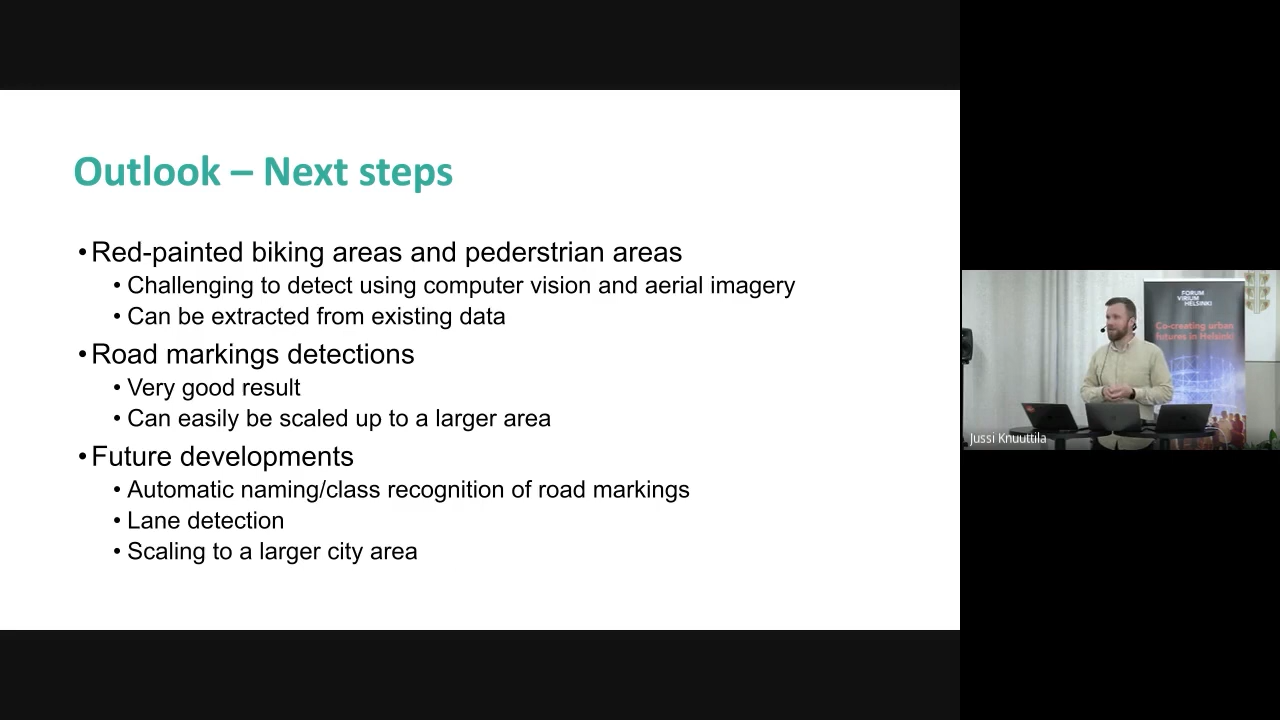 Outlook – Next steps
•Red-painted biking areas and pederstrian areas
• Challenging to detect using computer vision and aerial imagery
• Can be extracted from existing data
•Road markings detections
• Very good result
• Can easily be scaled up to a larger area
•Future developments
• Automatic naming/class recognition of road markings
• Lane detection
• Scaling to a larger city area
FORUM
VIRIUM
HELSINKI
Co-creating urban
futures in Helsinki
Jussi Knuuttila